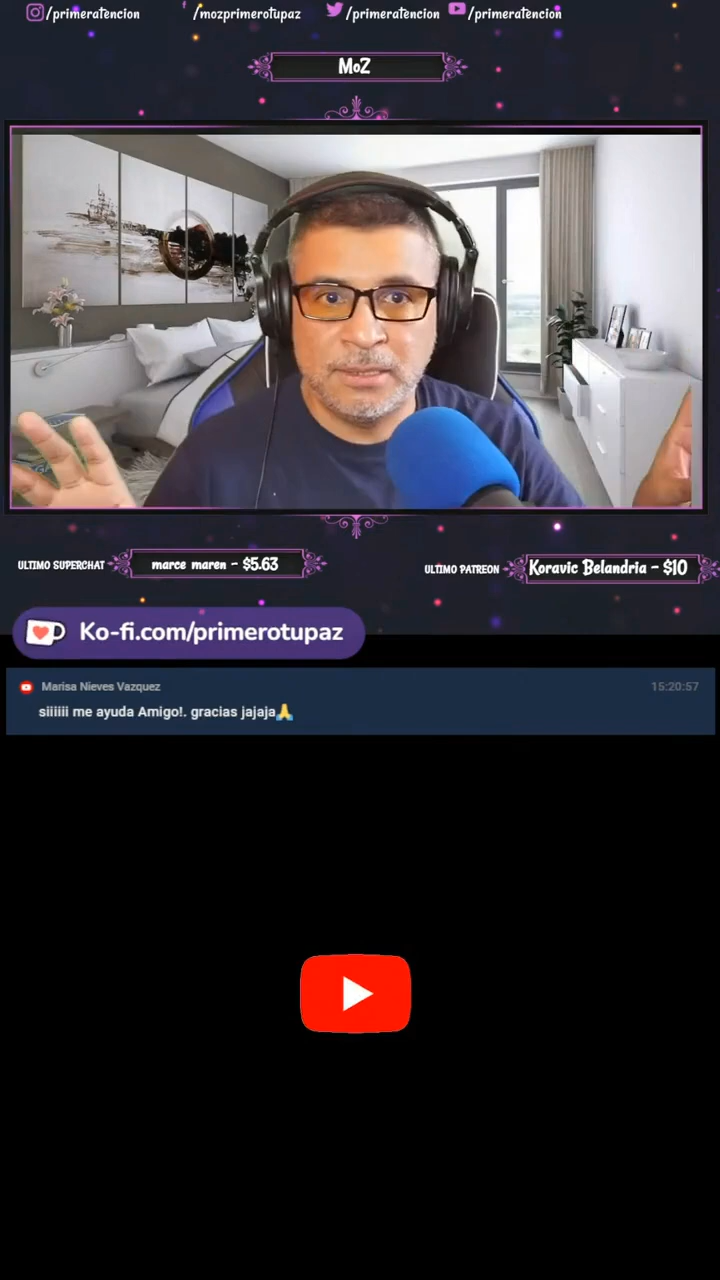 /primeratencion /mozprimerotupaz /primeratencion /primeratencion
MoZ
ULTIMO SUPERCHAT marce maren - $5.63
ULTIMO PATREON Koravic Belandria - $10
Ko-fi.com/primerotupaz
Marisa Nieves Vazquez 15:20:57
siiiiii me ayuda Amigo!. gracias jajaja🙏